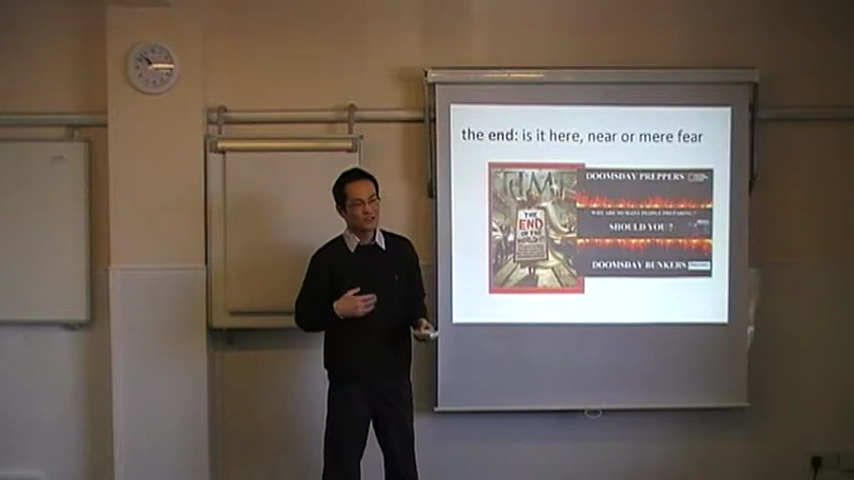 the end: is it here, near or mere fear
TIME
THE
END
OF THE
WORLD
DOOMSDAY PREPPERS
WHY ARE SO MANY PEOPLE PREPARING?
SHOULD YOU?
DOOMSDAY BUNKERS